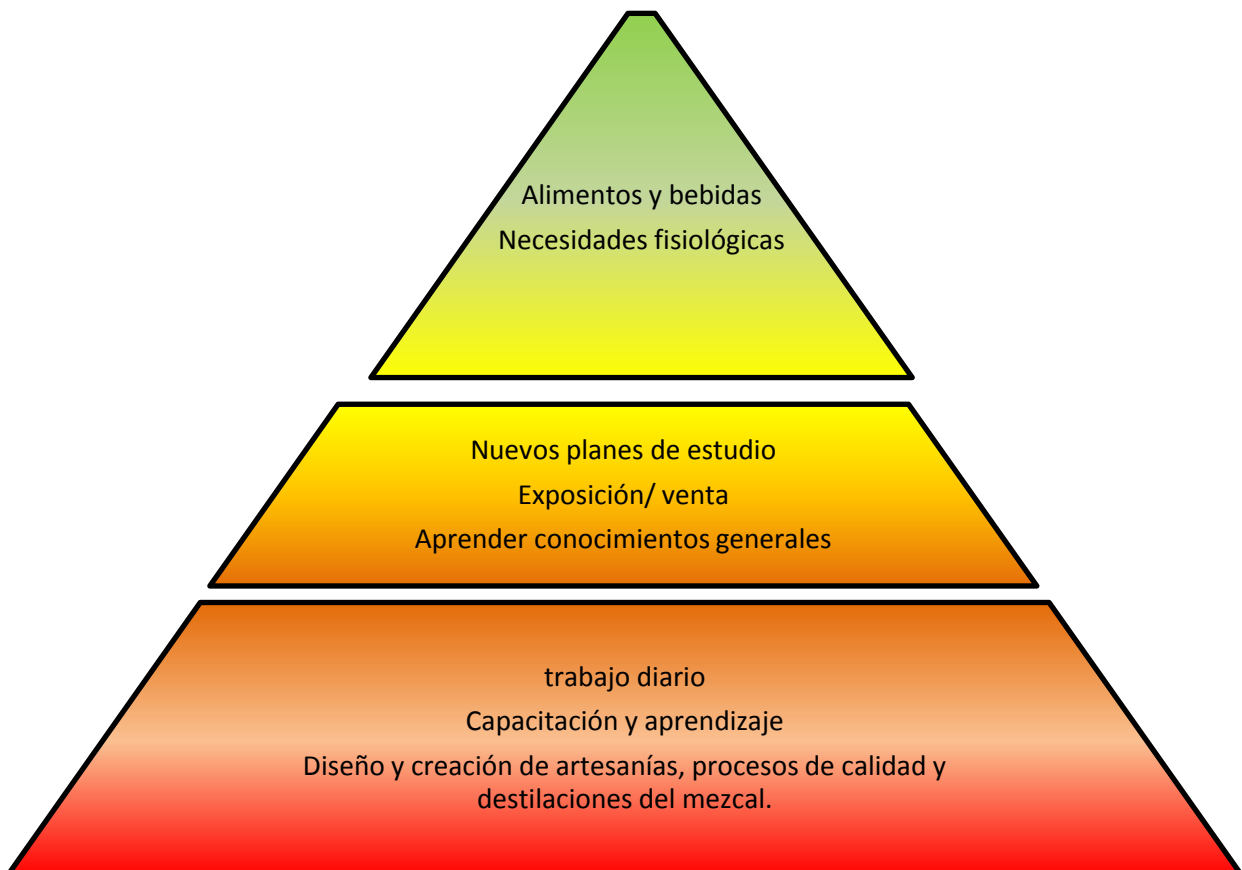 Alimentos y bebidas
Necesidades fisiológicas
Nuevos planes de estudio
Exposición/ venta
Aprender conocimientos generales
trabajo diario
Capacitación y aprendizaje
Diseño y creación de artesanías, procesos de calidad y
destilaciones del mezcal.